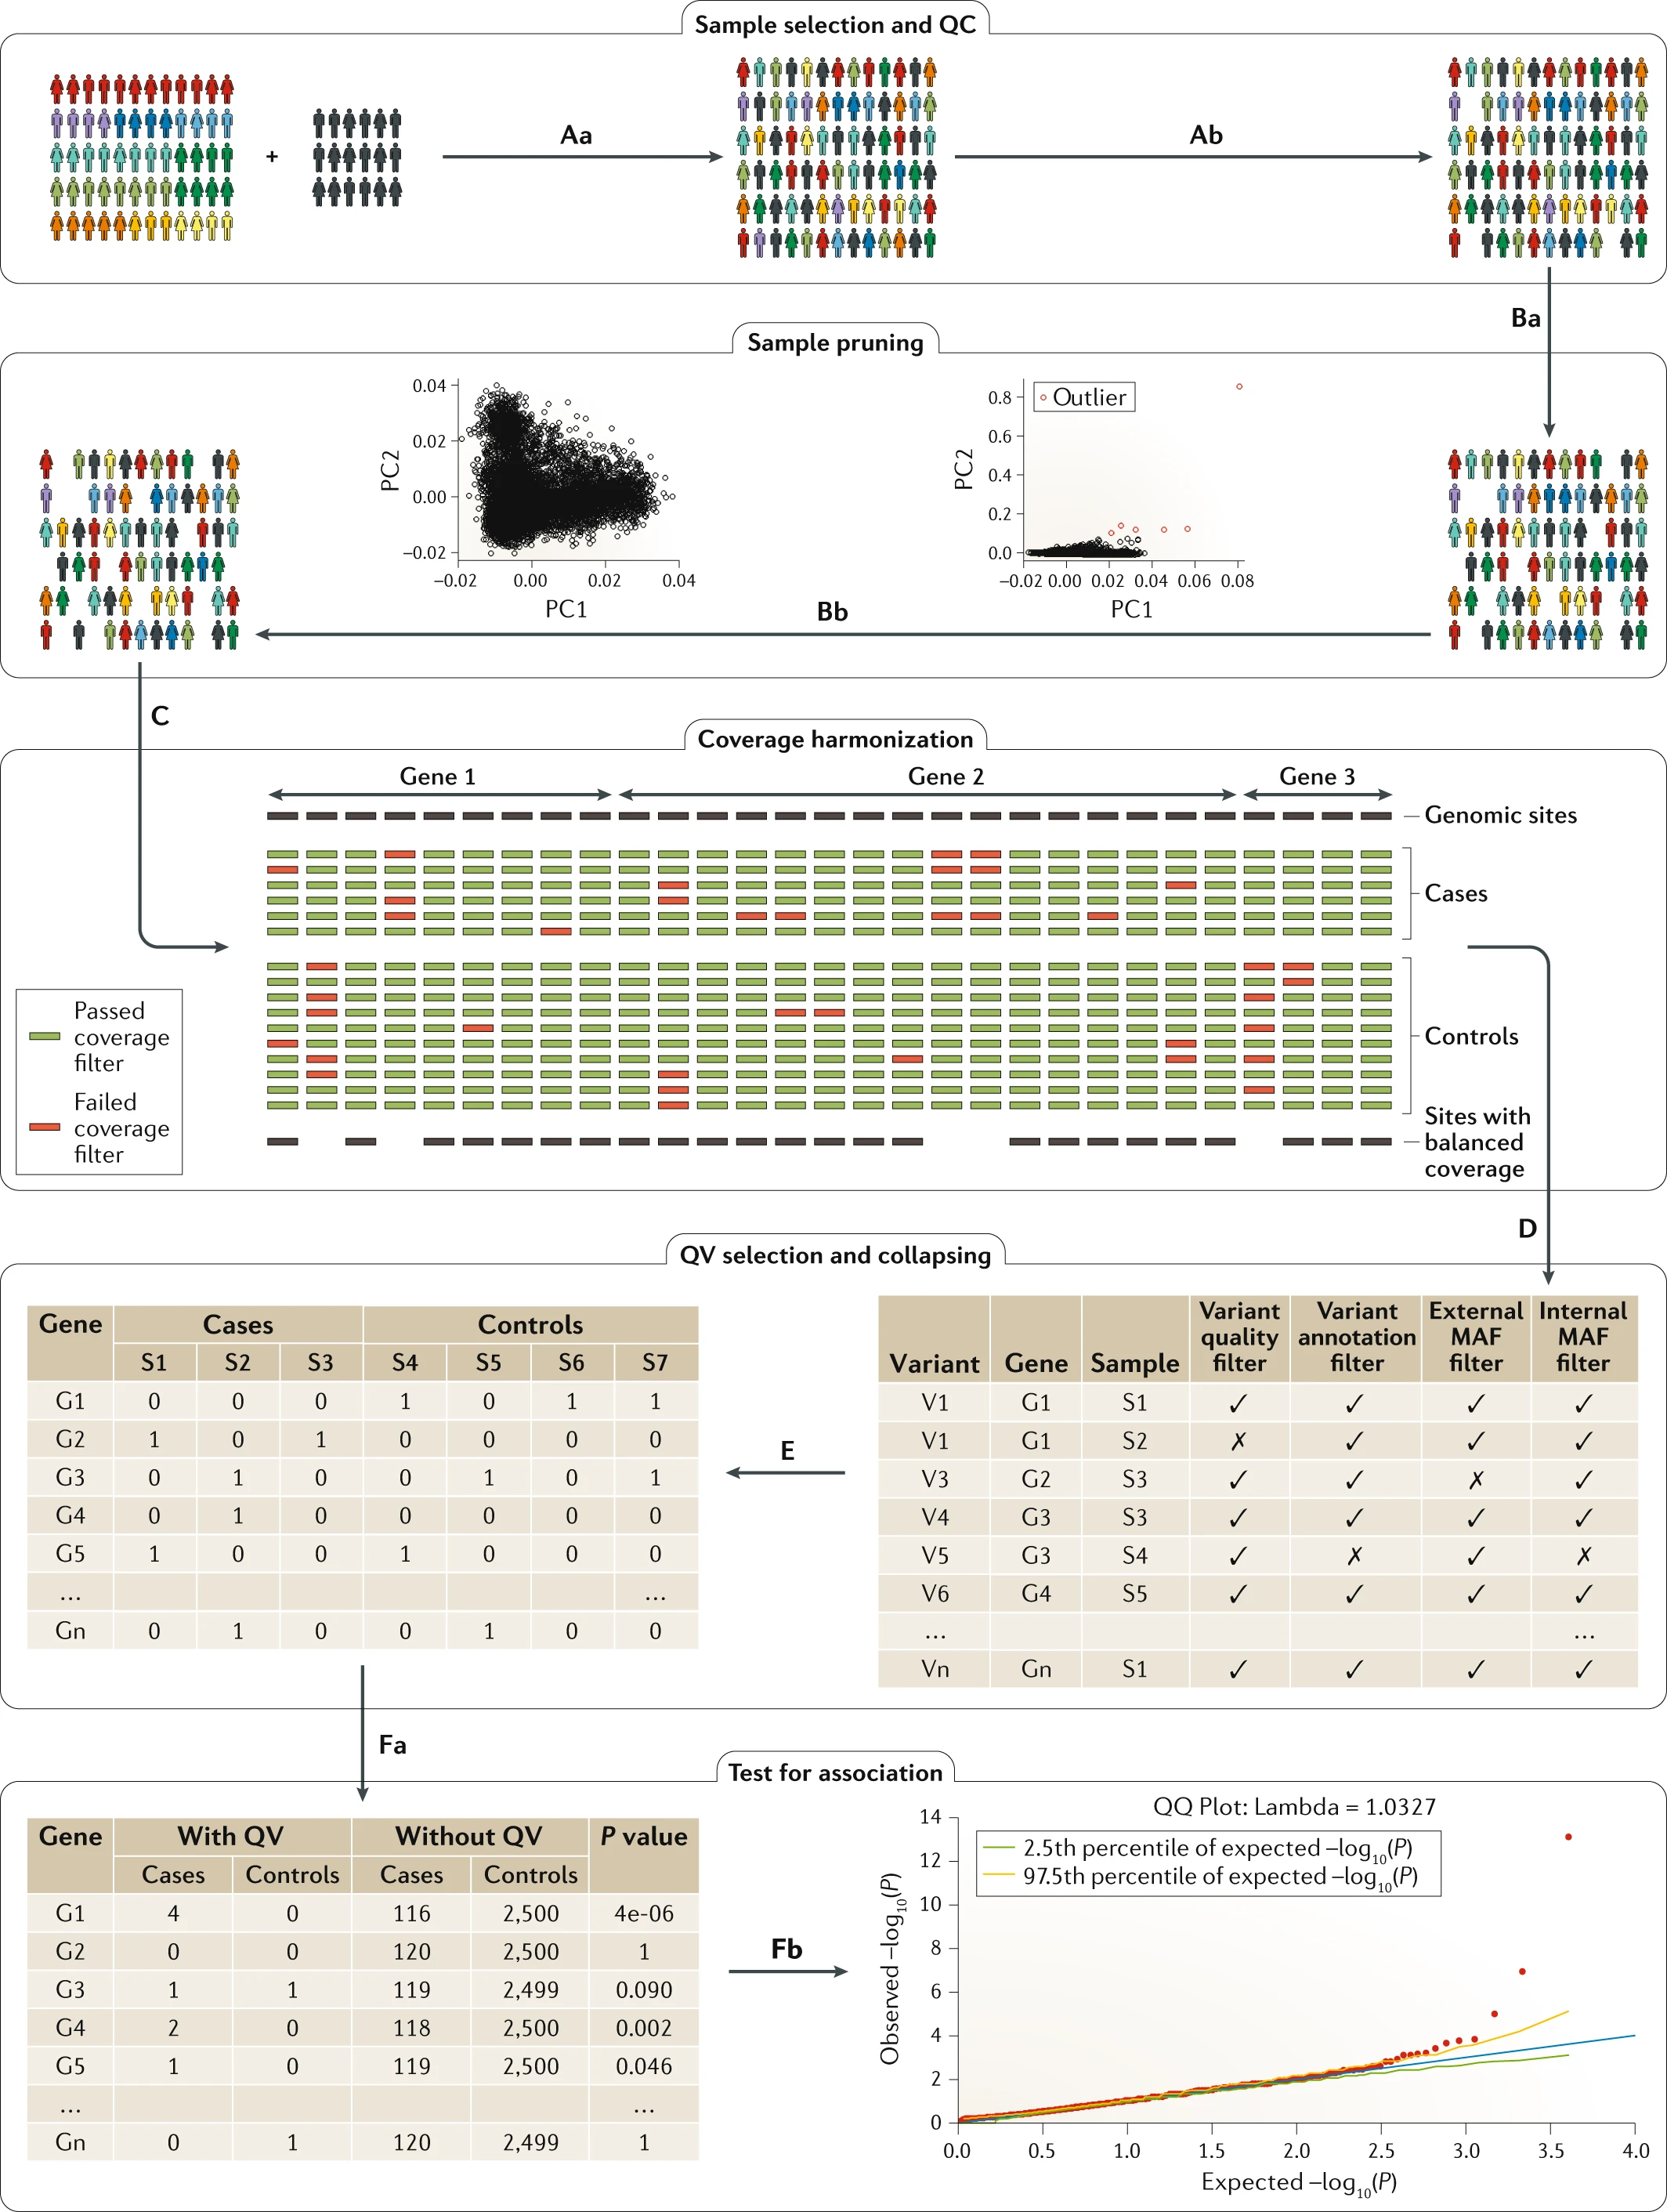 Sample selection and QC
+
Aa
Ab
Ba
Sample pruning
0.04
0.02
0.00
−0.02
PC2
−0.02 0.00 0.02 0.04
PC1
Outlier
0.8
0.6
0.4
0.2
0.0
PC2
−0.02 0.00 0.02 0.04 0.06 0.08
PC1
Bb
C
Coverage harmonization
Gene 1 Gene 2 Gene 3
Genomic sites
Cases
Controls
Sites with
balanced
coverage
Passed
coverage
filter
Failed
coverage
filter
D
QV selection and collapsing
Gene Cases Controls
S1 S2 S3 S4 S5 S6 S7
G1 0 0 0 1 0 1 1
G2 1 0 1 0 0 0 0
G3 0 1 0 0 1 0 1
G4 0 1 0 0 0 0 0
G5 1 0 0 1 0 0 0
... ...
Gn 0 1 0 0 1 0 0
E
Variant Gene Sample Variant quality filter Variant annotation filter External MAF filter Internal MAF filter
V1 G1 S1 ✓ ✓ ✓ ✓
V1 G1 S2 ✗ ✓ ✓ ✓
V3 G2 S3 ✓ ✓ ✗ ✓
V4 G3 S3 ✓ ✓ ✓ ✓
V5 G3 S4 ✓ ✗ ✓ ✗
V6 G4 S5 ✓ ✓ ✓ ✓
... ...
Vn Gn S1 ✓ ✓ ✓ ✓
Fa
Test for association
Gene With QV Without QV P value
Cases Controls Cases Controls
G1 4 0 116 2,500 4e-06
G2 0 0 120 2,500 1
G3 1 1 119 2,499 0.090
G4 2 0 118 2,500 0.002
G5 1 0 119 2,500 0.046
... ...
Gn 0 1 120 2,499 1
Fb
QQ Plot: Lambda = 1.0327
2.5th percentile of expected –log₁₀(P)
97.5th percentile of expected –log₁₀(P)
14
12
10
8
6
4
2
0
Observed –log₁₀(P)
0.0 0.5 1.0 1.5 2.0 2.5 3.0 3.5 4.0
Expected –log₁₀(P)